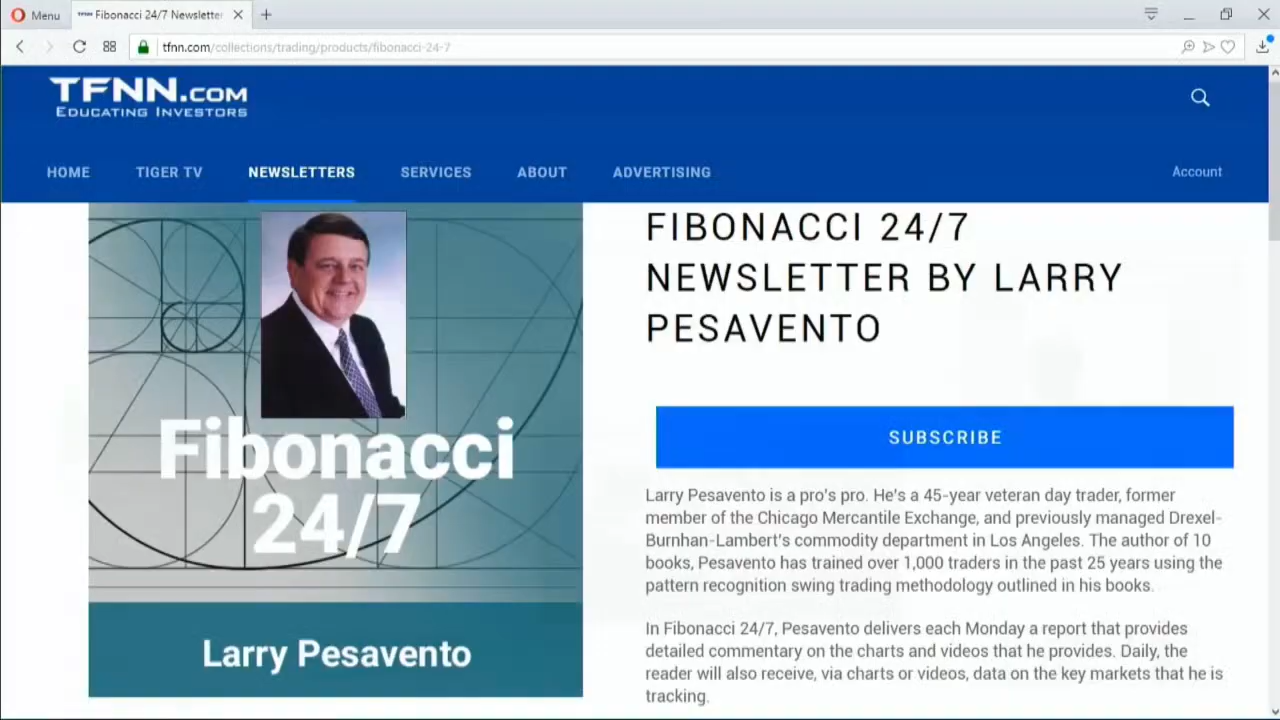 Menu
Fibonacci 24/7 Newsletter
tfnn.com/collections/trading/products/fibonacci-24-7
TFNN.COM
EDUCATING INVESTORS
HOME
TIGER TV
NEWSLETTERS
SERVICES
ABOUT
ADVERTISING
Account
Fibonacci
24/7
Larry Pesavento
FIBONACCI 24/7
NEWSLETTER BY LARRY
PESAVENTO
SUBSCRIBE
Larry Pesavento is a pro's pro. He's a 45-year veteran day trader, former
member of the Chicago Mercantile Exchange, and previously managed Drexel-
Burnhan-Lambert's commodity department in Los Angeles. The author of 10
books, Pesavento has trained over 1,000 traders in the past 25 years using the
pattern recognition swing trading methodology outlined in his books.
In Fibonacci 24/7, Pesavento delivers each Monday a report that provides
detailed commentary on the charts and videos that he provides. Daily, the
reader will also receive, via charts or videos, data on the key markets that he is
tracking.